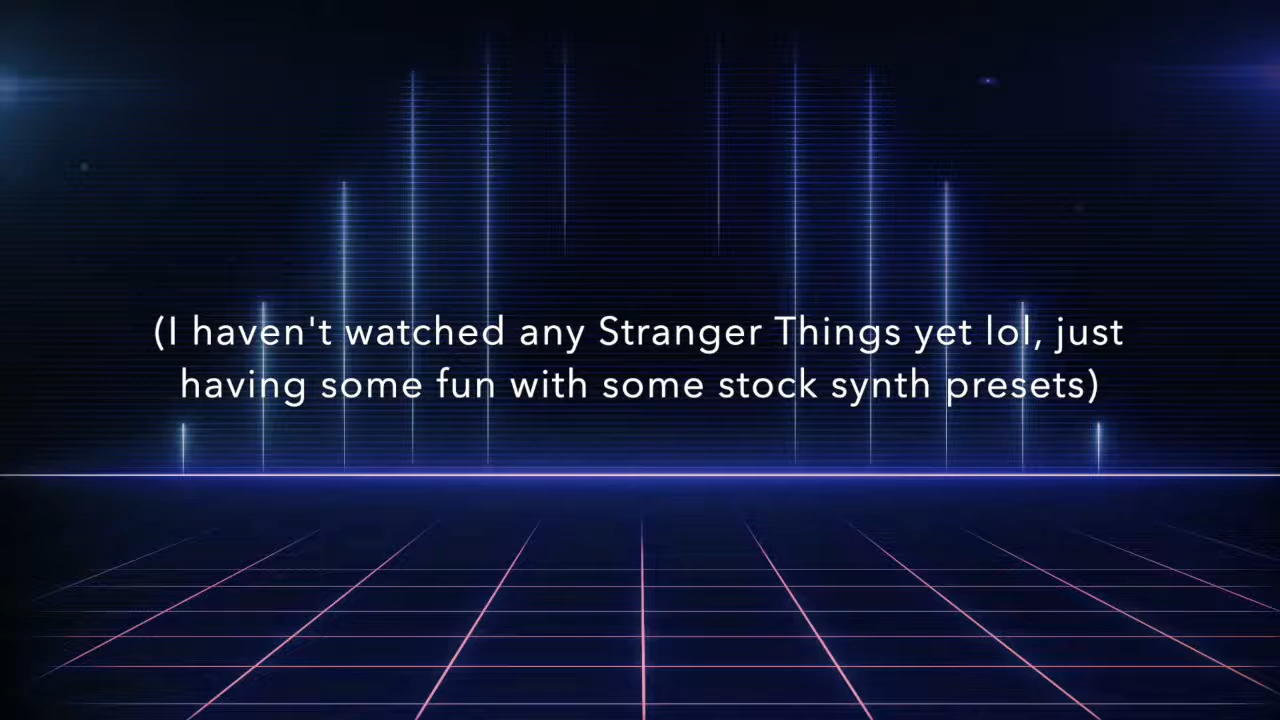 (I haven't watched any Stranger Things yet lol, just
having some fun with some stock synth presets)